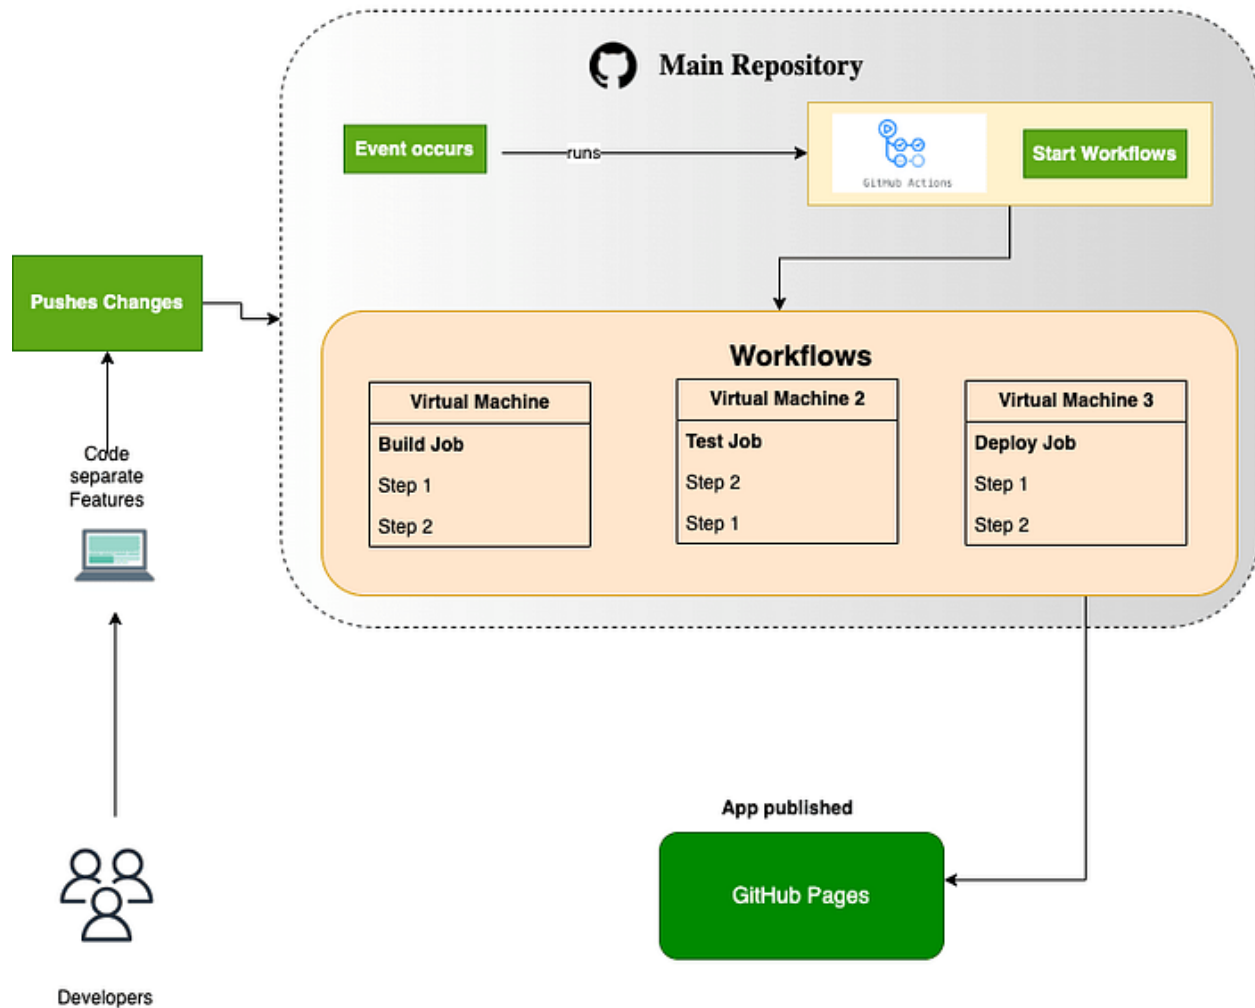 Main Repository
Event occurs
runs
GitHub Actions
Start Workflows
Pushes Changes
Workflows
Virtual Machine
Build Job
Step 1
Step 2
Virtual Machine 2
Test Job
Step 2
Step 1
Virtual Machine 3
Deploy Job
Step 1
Step 2
Code
separate
Features
App published
GitHub Pages
Developers